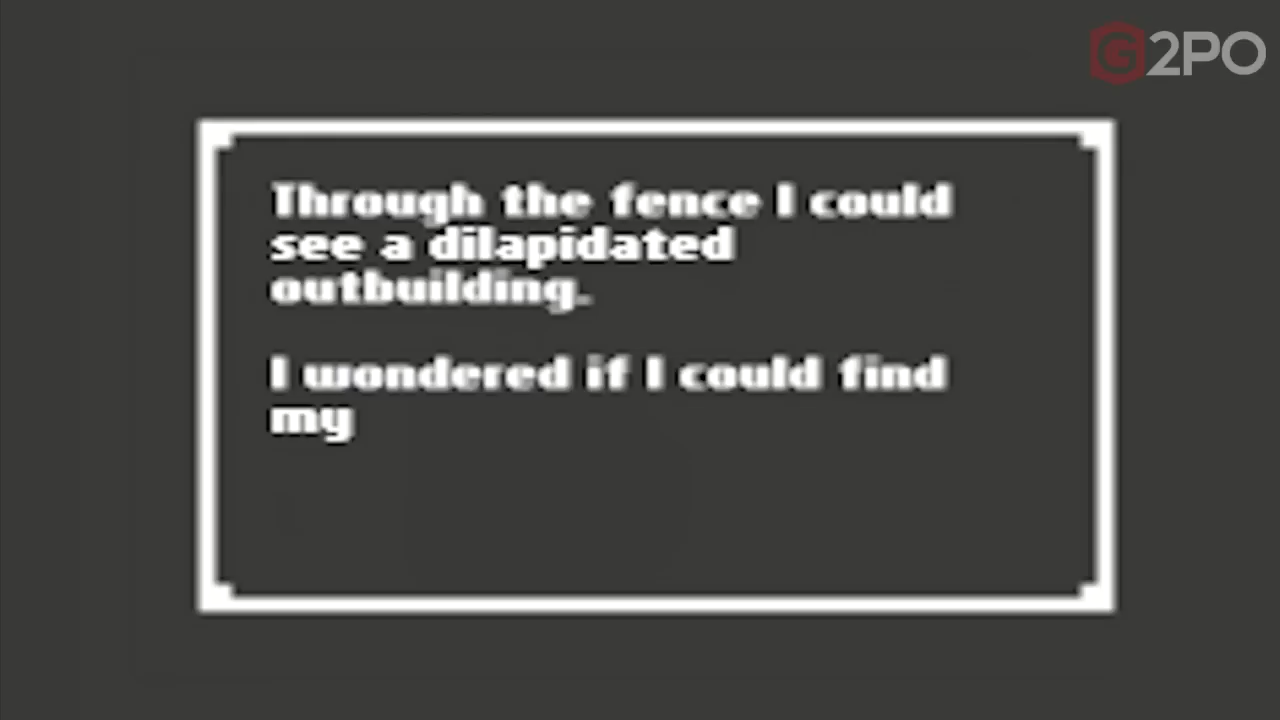 G2PO
Through the fence I could
see a dilapidated
outbuilding.
I wondered if I could find
my